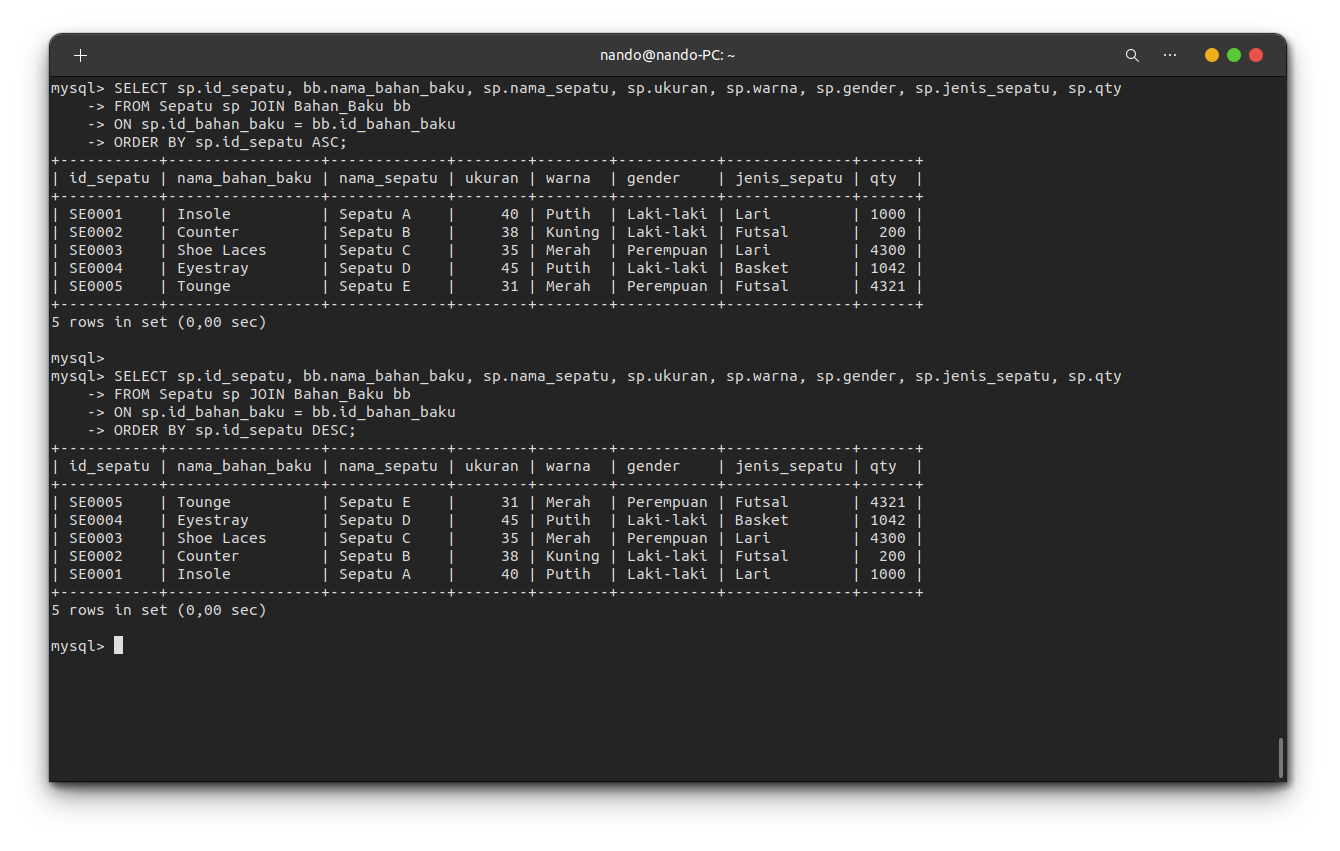 nando@nando-PC: ~
mysql> SELECT sp.id_sepatu, bb.nama_bahan_baku, sp.nama_sepatu, sp.ukuran, sp.warna, sp.gender, sp.jenis_sepatu, sp.qty
    -> FROM Sepatu sp JOIN Bahan_Baku bb
    -> ON sp.id_bahan_baku = bb.id_bahan_baku
    -> ORDER BY sp.id_sepatu ASC;
+-----------+-----------------+-------------+--------+--------+-----------+--------------+------+
| id_sepatu | nama_bahan_baku | nama_sepatu | ukuran | warna  | gender    | jenis_sepatu | qty  |
+-----------+-----------------+-------------+--------+--------+-----------+--------------+------+
| SE0001    | Insole          | Sepatu A    |     40 | Putih  | Laki-laki | Lari         | 1000 |
| SE0002    | Counter         | Sepatu B    |     38 | Kuning | Laki-laki | Futsal       |  200 |
| SE0003    | Shoe Laces      | Sepatu C    |     35 | Merah  | Perempuan | Lari         | 4300 |
| SE0004    | Eyestray        | Sepatu D    |     45 | Putih  | Laki-laki | Basket       | 1042 |
| SE0005    | Tounge          | Sepatu E    |     31 | Merah  | Perempuan | Futsal       | 4321 |
+-----------+-----------------+-------------+--------+--------+-----------+--------------+------+
5 rows in set (0,00 sec)

mysql>
mysql> SELECT sp.id_sepatu, bb.nama_bahan_baku, sp.nama_sepatu, sp.ukuran, sp.warna, sp.gender, sp.jenis_sepatu, sp.qty
    -> FROM Sepatu sp JOIN Bahan_Baku bb
    -> ON sp.id_bahan_baku = bb.id_bahan_baku
    -> ORDER BY sp.id_sepatu DESC;
+-----------+-----------------+-------------+--------+--------+-----------+--------------+------+
| id_sepatu | nama_bahan_baku | nama_sepatu | ukuran | warna  | gender    | jenis_sepatu | qty  |
+-----------+-----------------+-------------+--------+--------+-----------+--------------+------+
| SE0005    | Tounge          | Sepatu E    |     31 | Merah  | Perempuan | Futsal       | 4321 |
| SE0004    | Eyestray        | Sepatu D    |     45 | Putih  | Laki-laki | Basket       | 1042 |
| SE0003    | Shoe Laces      | Sepatu C    |     35 | Merah  | Perempuan | Lari         | 4300 |
| SE0002    | Counter         | Sepatu B    |     38 | Kuning | Laki-laki | Futsal       |  200 |
| SE0001    | Insole          | Sepatu A    |     40 | Putih  | Laki-laki | Lari         | 1000 |
+-----------+-----------------+-------------+--------+--------+-----------+--------------+------+
5 rows in set (0,00 sec)

mysql>